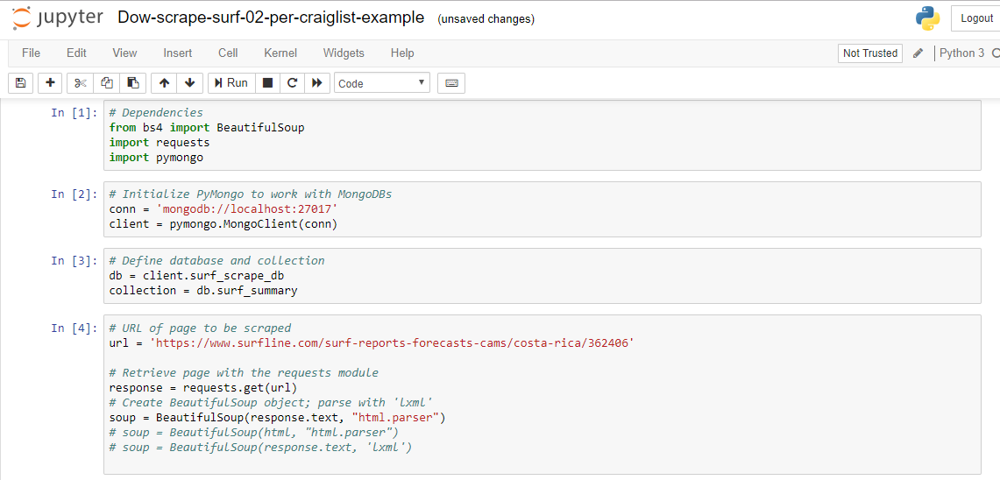 jupyter Dow-scrape-surf-02-per-craiglist-example (unsaved changes) Logout
File Edit View Insert Cell Kernel Widgets Help Not Trusted Python 3
Run Code
In [1]: # Dependencies
from bs4 import BeautifulSoup
import requests
import pymongo
In [2]: # Initialize PyMongo to work with MongoDBs
conn = 'mongodb://localhost:27017'
client = pymongo.MongoClient(conn)
In [3]: # Define database and collection
db = client.surf_scrape_db
collection = db.surf_summary
In [4]: # URL of page to be scraped
url = 'https://www.surfline.com/surf-reports-forecasts-cams/costa-rica/362406'
# Retrieve page with the requests module
response = requests.get(url)
# Create BeautifulSoup object; parse with 'lxml'
soup = BeautifulSoup(response.text, "html.parser")
# soup = BeautifulSoup(html, "html.parser")
# soup = BeautifulSoup(response.text, 'lxml')